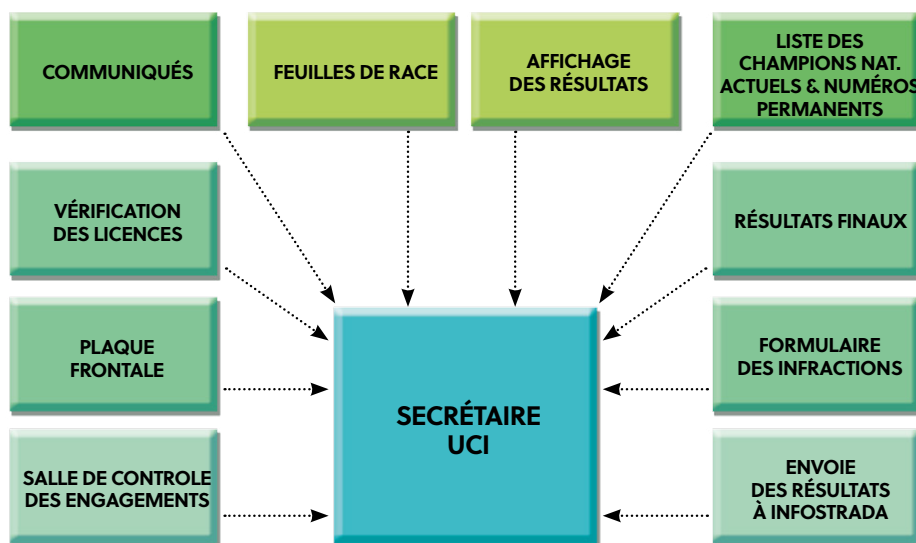 COMMUNIQUÉS
FEUILLES DE RACE
AFFICHAGE
DES RÉSULTATS
LISTE DES
CHAMPIONS NAT.
ACTUELS & NUMÉROS
PERMANENTS
VÉRIFICATION
DES LICENCES
RÉSULTATS FINAUX
PLAQUE
FRONTALE
SECRÉTAIRE
UCI
FORMULAIRE
DES INFRACTIONS
SALLE DE CONTROLE
DES ENGAGEMENTS
ENVOIE
DES RÉSULTATS
À INFOSTRADA